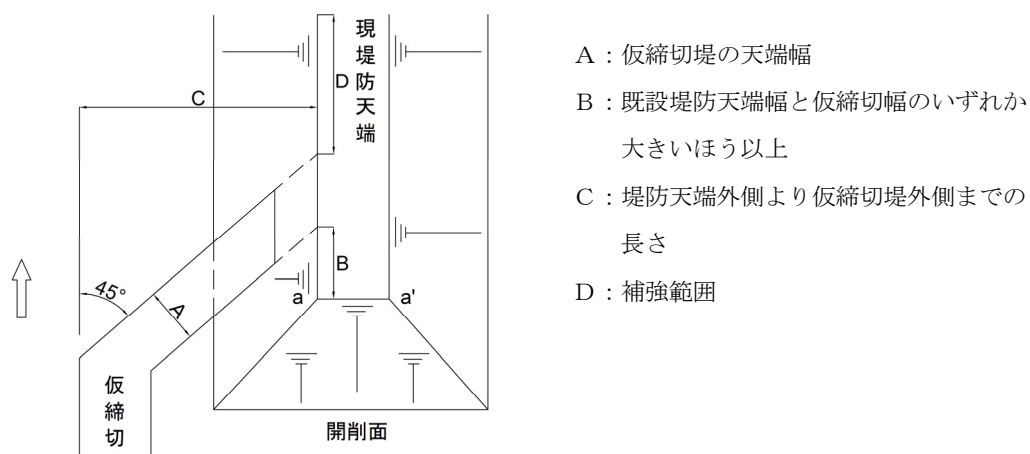 現堤防天端
D
C
B
45°
A
a
a'
仮締切
開削面
A：仮締切堤の天端幅
B：既設堤防天端幅と仮締切幅のいずれか
大きいほう以上
C：堤防天端外側より仮締切堤外側までの
長さ
D：補強範囲